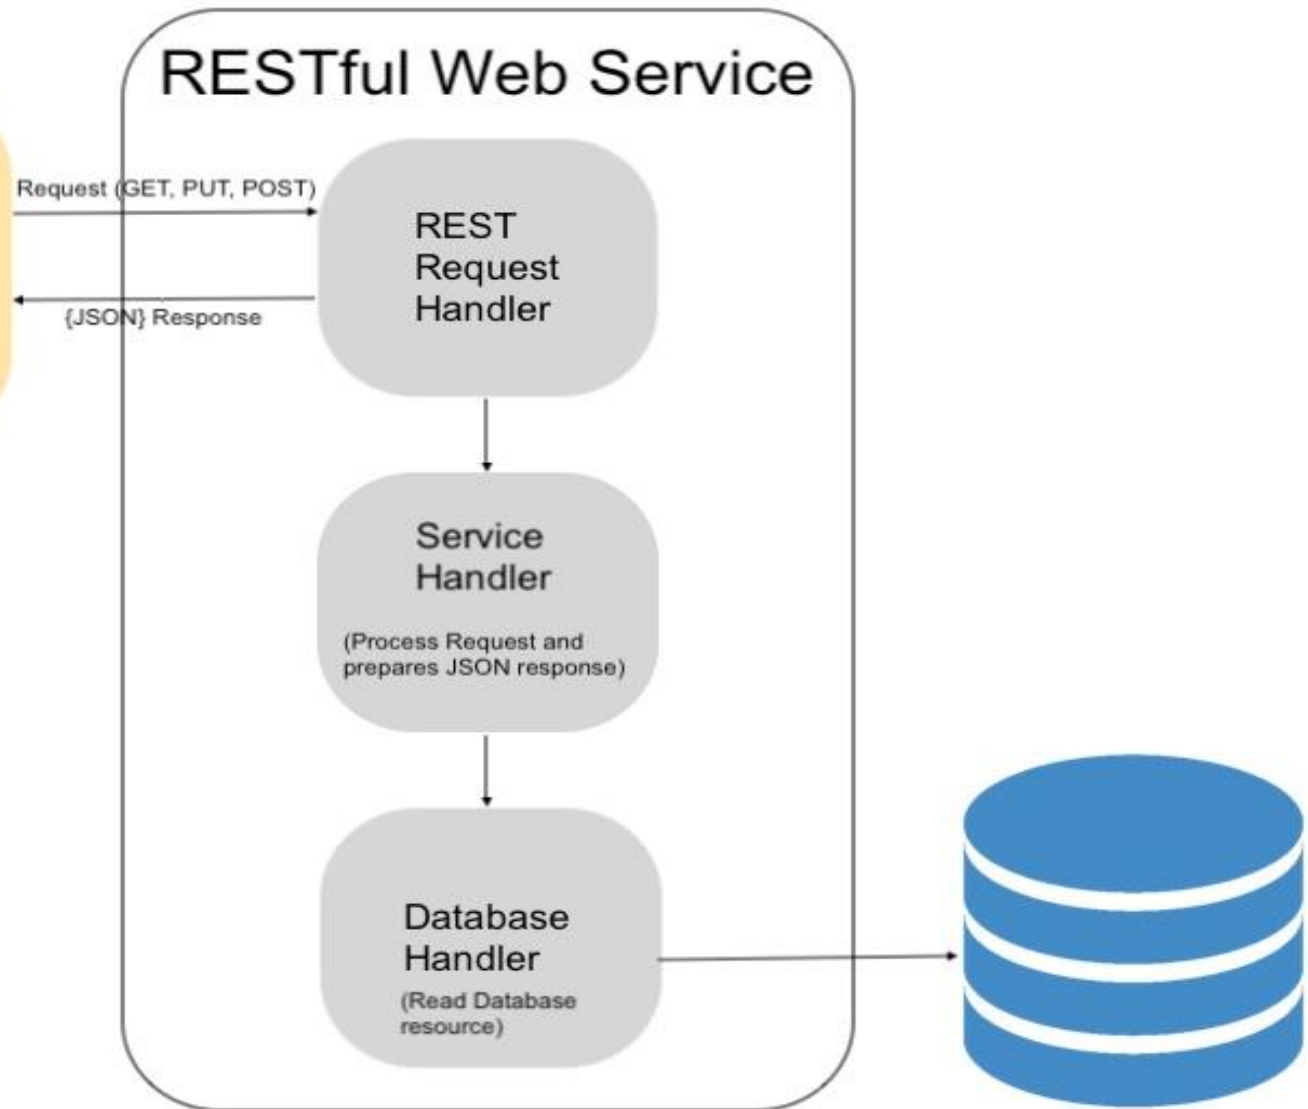 RESTful Web Service
Request (GET, PUT, POST)
{JSON} Response
REST
Request
Handler
Service
Handler
(Process Request and
prepares JSON response)
Database
Handler
(Read Database
resource)